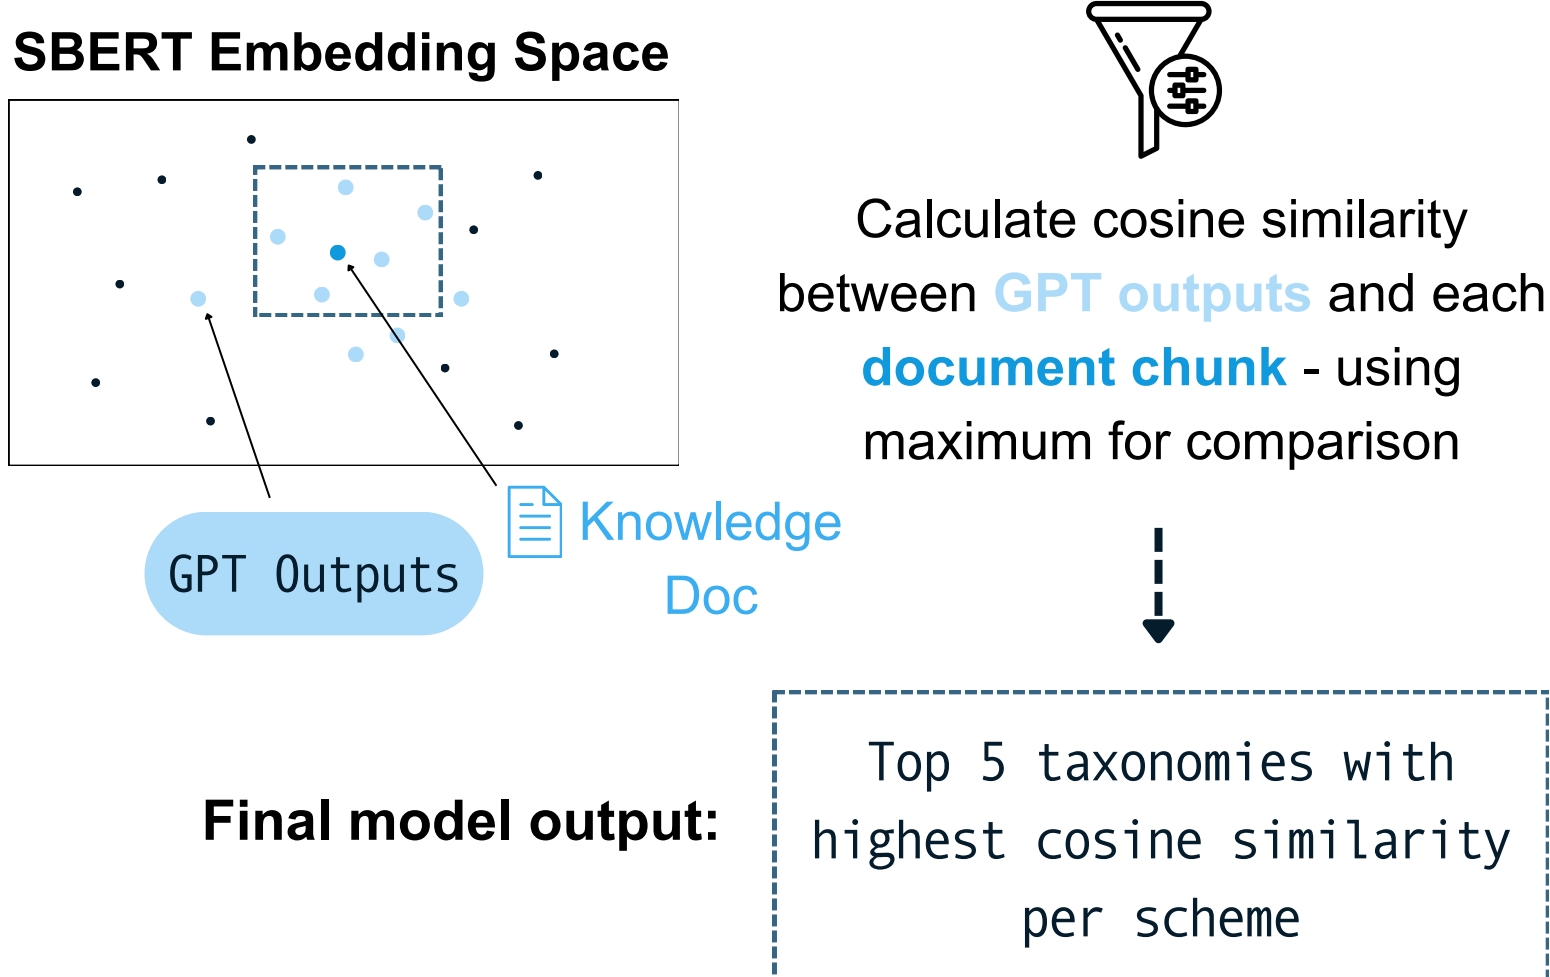 SBERT Embedding Space
GPT Outputs
Knowledge
Doc
Calculate cosine similarity
between GPT outputs and each
document chunk - using
maximum for comparison
Final model output:
Top 5 taxonomies with
highest cosine similarity
per scheme